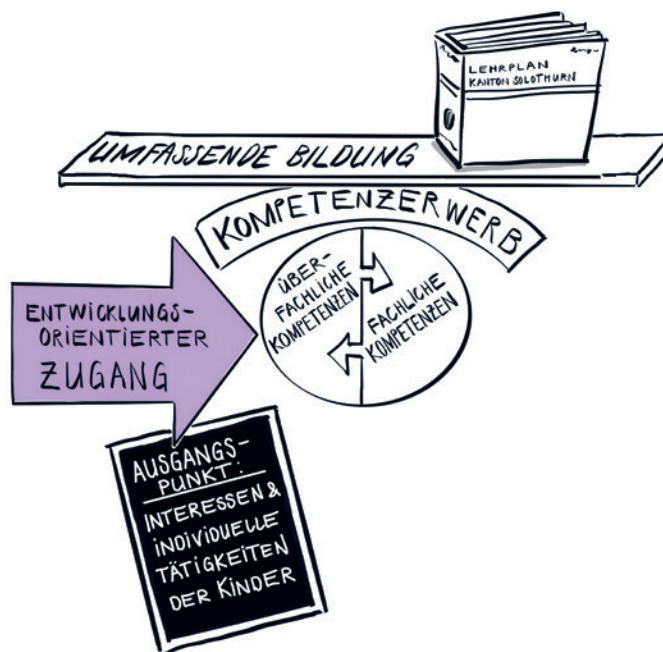 LEHRPLAN
KANTON SOLOTHURN
UMFASSENDE BILDUNG
KOMPETENZERWERB
ÜBER-
FACHLICHE
KOMPETENZEN
FACHLICHE
KOMPETENZEN
ENTWICKLUNGS-
ORIENTIERTER
ZUGANG
AUSGANGS-
PUNKT:
INTERESSEN &
INDIVIDUELLE
TÄTIGKEITEN
DER KINDER